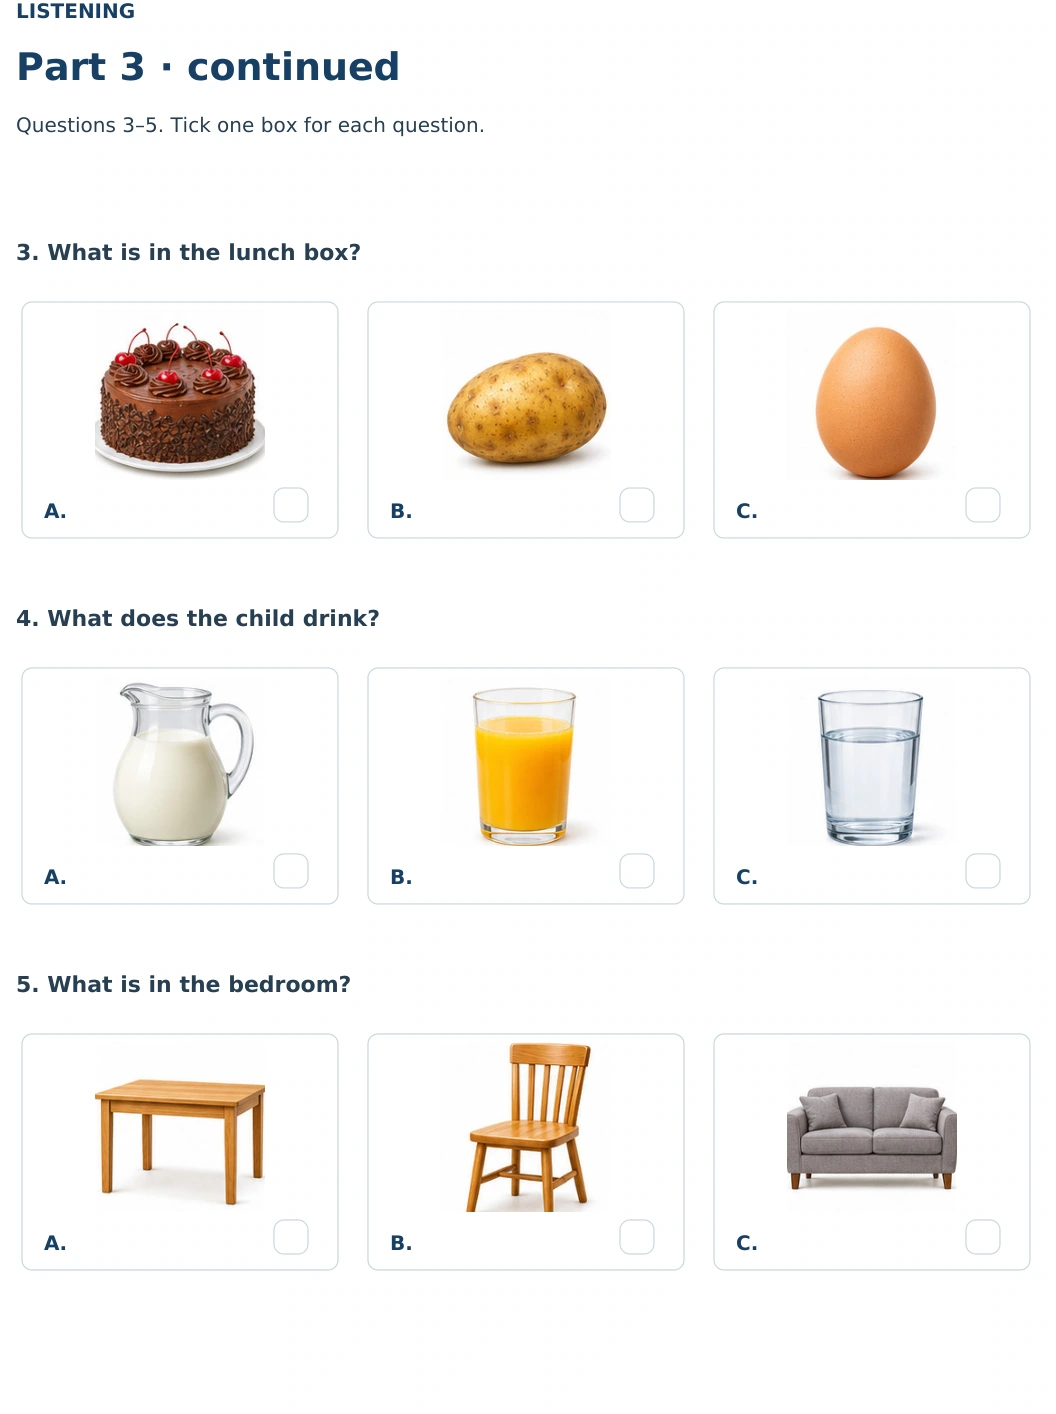 LISTENING
Part 3 · continued
Questions 3–5. Tick one box for each question.
3. What is in the lunch box?
A.
B.
C.
4. What does the child drink?
A.
B.
C.
5. What is in the bedroom?
A.
B.
C.